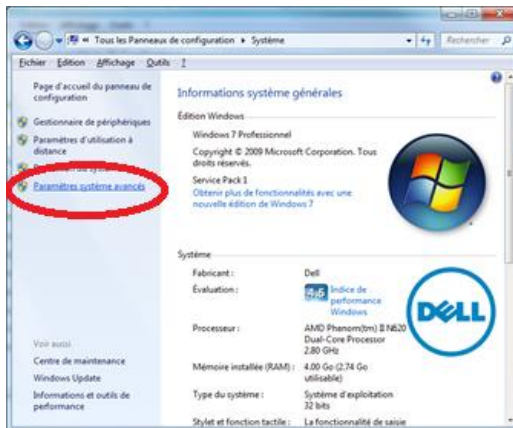 Tous les Panneaux de configuration ▸ Système
Rechercher
Fichier Edition Affichage Outils ?
Page d'accueil du panneau de
configuration
Gestionnaire de périphériques
Paramètres d'utilisation à
distance
Paramètres système avancés
Voir aussi
Centre de maintenance
Windows Update
Informations et outils de
performance
Informations système générales
Édition Windows
Windows 7 Professionnel
Copyright © 2009 Microsoft Corporation. Tous
droits réservés.
Service Pack 1
Obtenir plus de fonctionnalités avec une
nouvelle édition de Windows 7
Système
Fabricant : Dell
Évaluation : 4,6 Indice de
performance
Windows
Processeur : AMD Phenom(tm) II N620
Dual-Core Processor
2.80 GHz
Mémoire installée (RAM) : 4,00 Go (2,74 Go
utilisable)
Type du système : Système d'exploitation
32 bits
Stylet et fonction tactile : La fonctionnalité de saisie
DELL